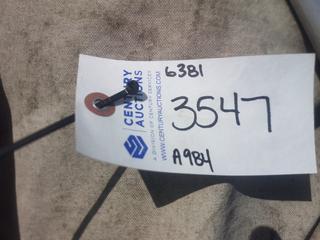 CENTURY
AUCTIONS
A DIVISION OF CENTURY SERVICES
WWW.CENTURYAUCTIONS.COM
6381
3547
A984